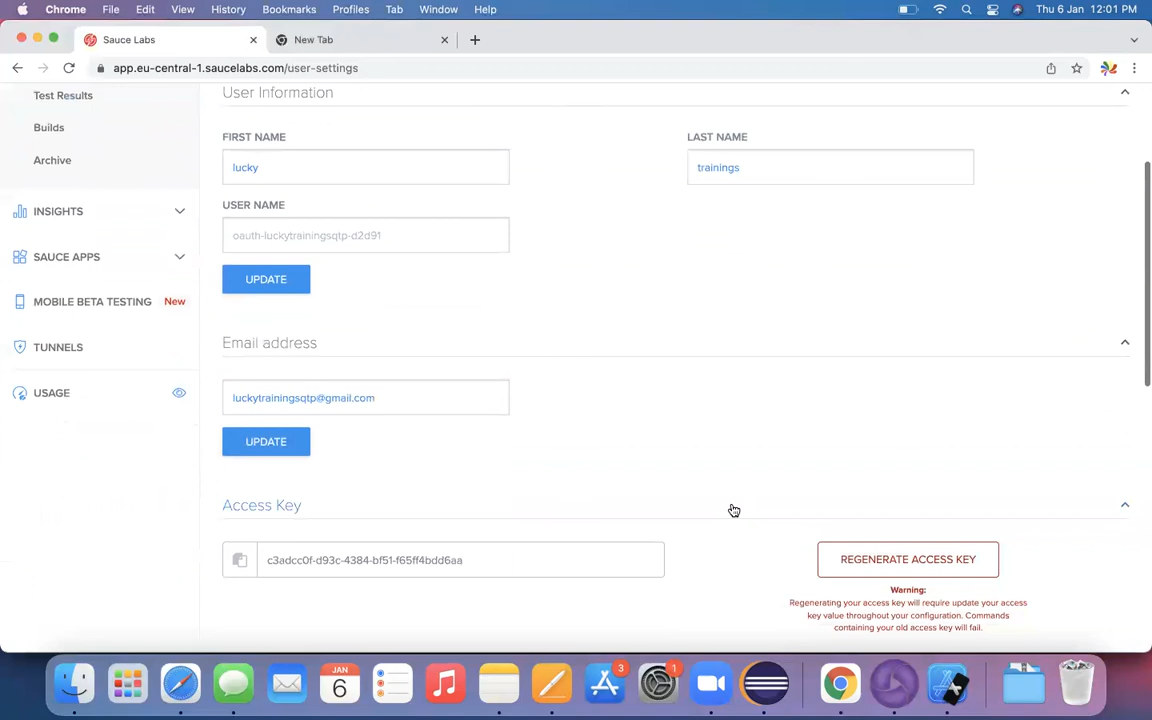 Chrome File Edit View History Bookmarks Profiles Tab Window Help Thu 6 Jan 12:01 PM
Sauce Labs New Tab
app.eu-central-1.saucelabs.com/user-settings
Test Results
Builds
Archive
INSIGHTS
SAUCE APPS
MOBILE BETA TESTING New
TUNNELS
USAGE
User Information
FIRST NAME LAST NAME
lucky trainings
USER NAME
oauth-luckytrainingsqtp-d2d91
UPDATE
Email address
luckytrainingsqtp@gmail.com
UPDATE
Access Key
c3adcc0f-d93c-4384-bf51-f65ff4bdd6aa
REGENERATE ACCESS KEY
Warning:
Regenerating your access key will require update your access
key value throughout your configuration. Commands
containing your old access key will fail.
JAN
6
3
1